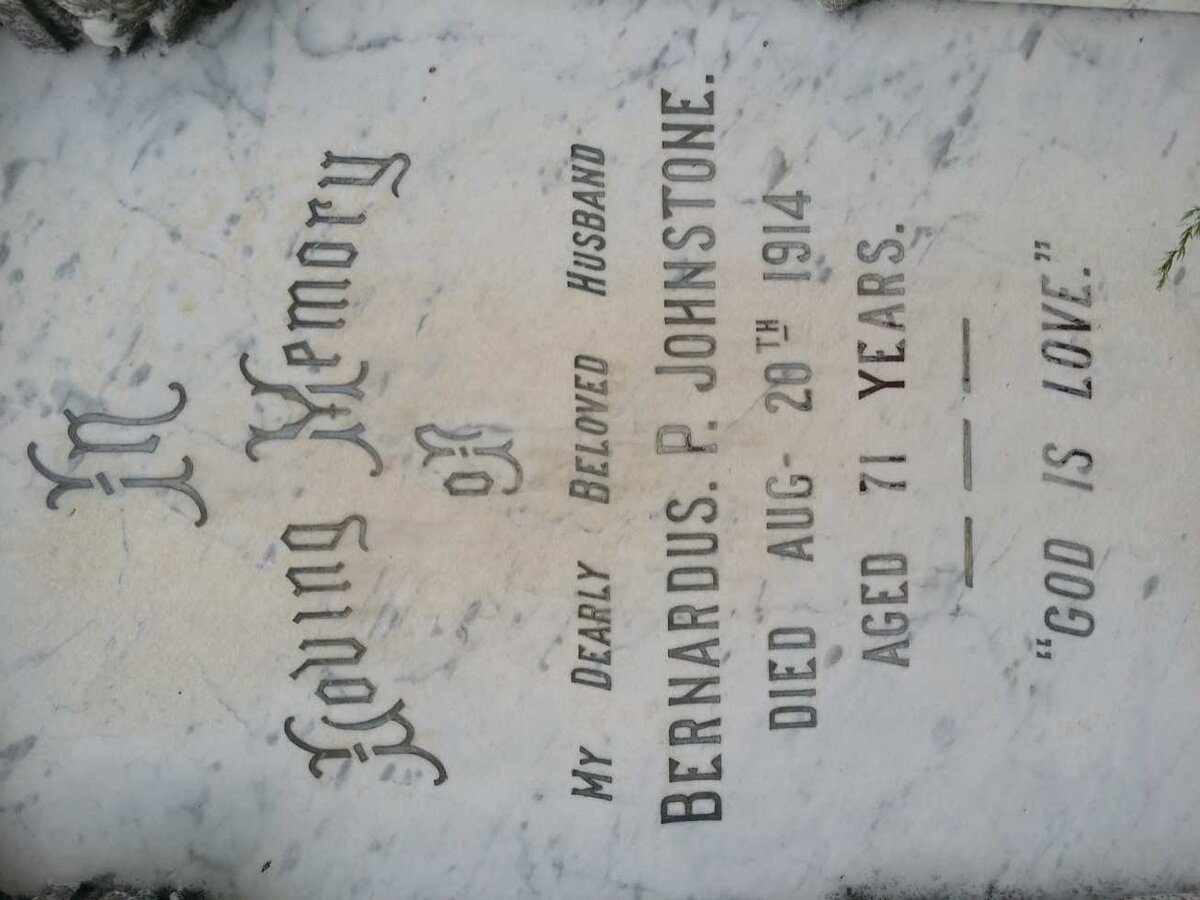 In
Loving Memory
of
MY DEARLY BELOVED HUSBAND
BERNARDUS. P. JOHNSTONE.
DIED AUG- 20TH 1914
AGED 71 YEARS.
“GOD IS LOVE.”